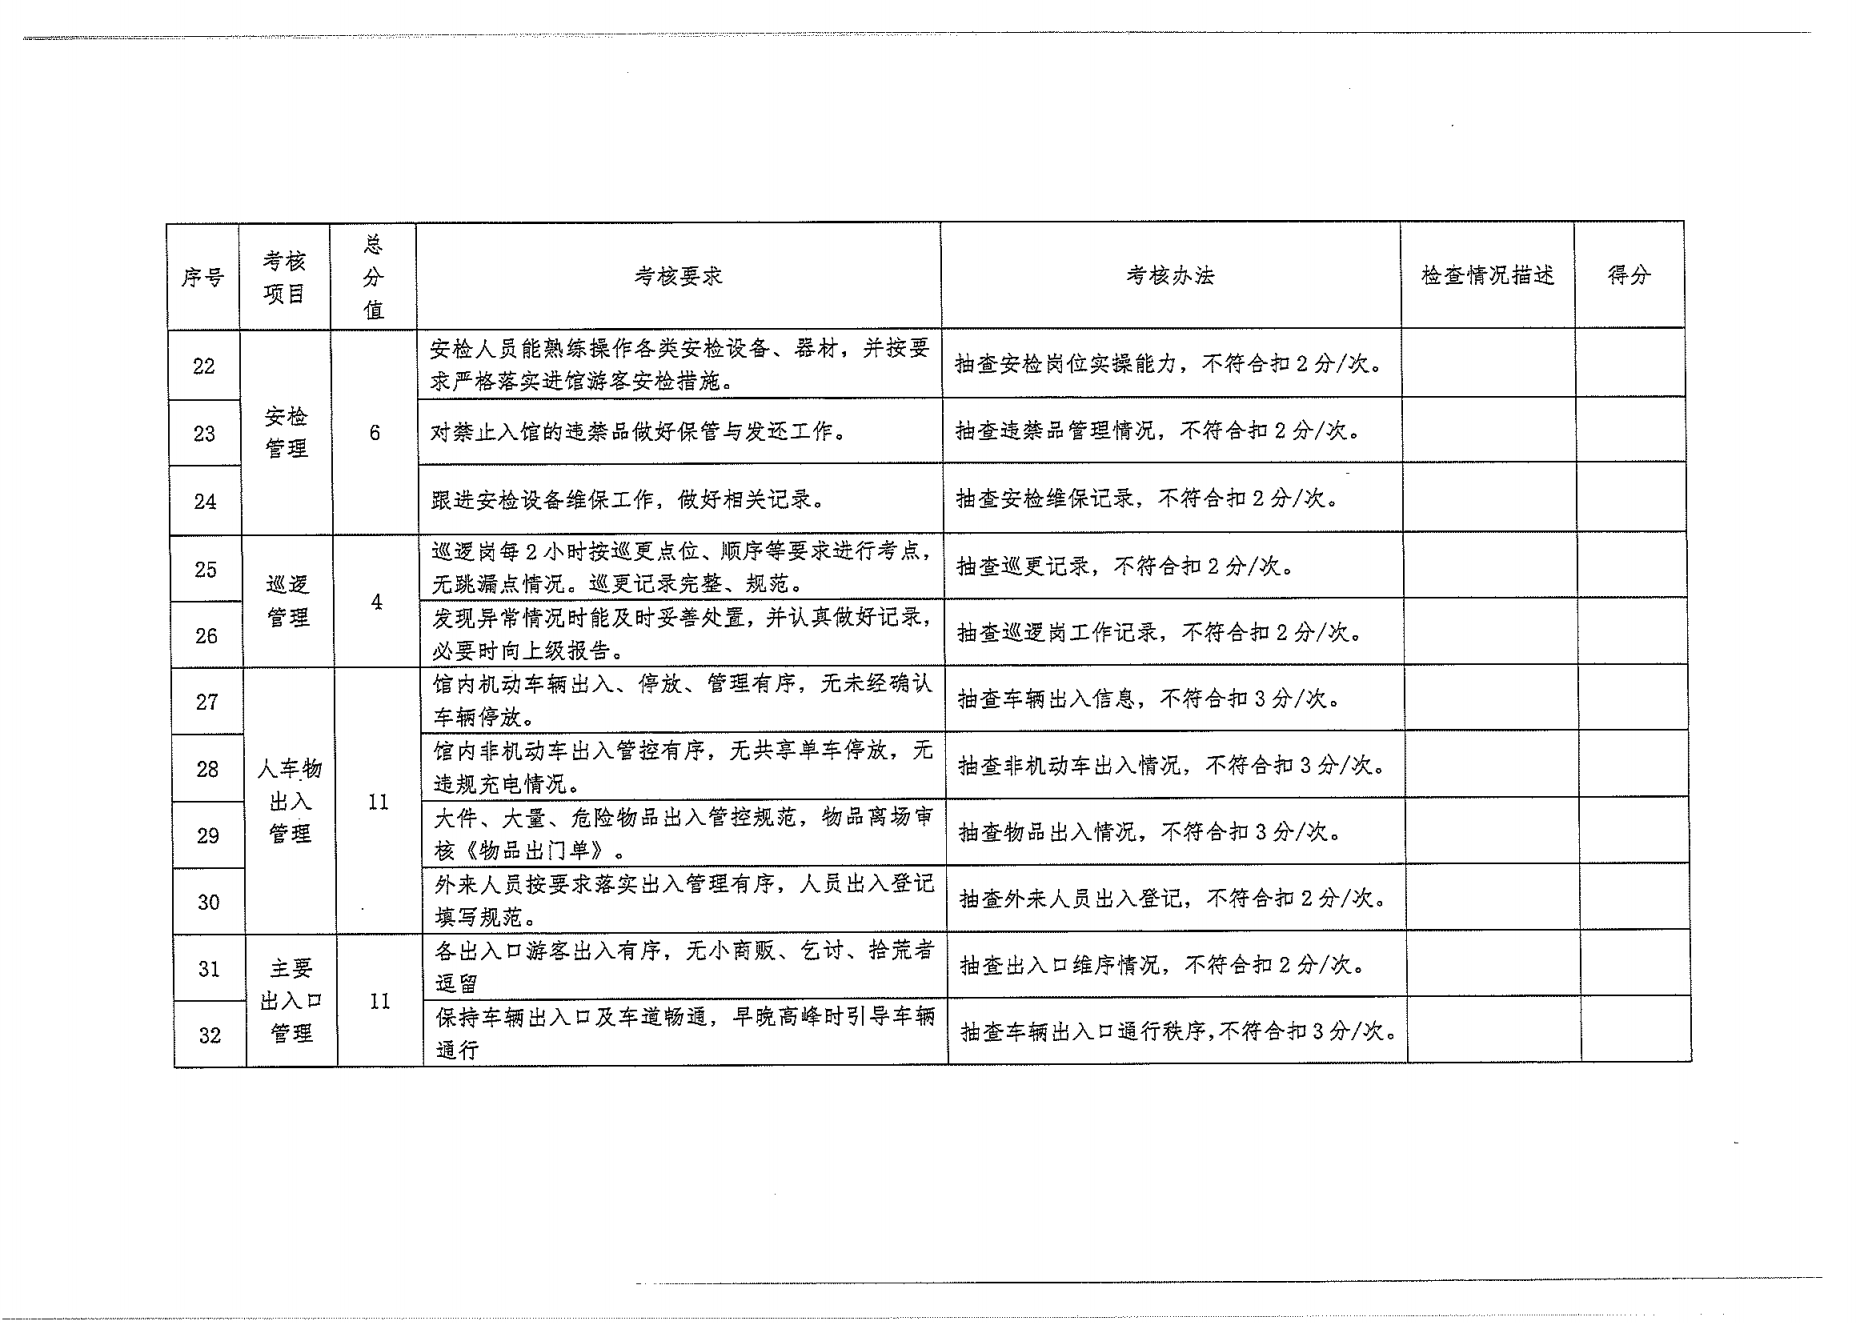 序号
考核
项目
总
分
值
考核要求
考核办法
检查情况描述
得分
22
安检
管理
6
安检人员能熟练操作各类安检设备、器材，并按要
求严格落实进馆游客安检措施。
抽查安检岗位实操能力，不符合扣2分/次。
23
对禁止入馆的违禁品做好保管与发还工作。
抽查违禁品管理情况，不符合扣2分/次。
24
跟进安检设备维保工作，做好相关记录。
抽查安检维保记录，不符合扣2分/次。
25
巡逻
管理
4
巡逻岗每2小时按巡更点位、顺序等要求进行考点，
无跳漏点情况。巡更记录完整、规范。
抽查巡更记录，不符合扣2分/次。
26
发现异常情况时能及时妥善处置，并认真做好记录，
必要时向上级报告。
抽查巡逻岗工作记录，不符合扣2分/次。
27
人车物
出入
管理
11
馆内机动车辆出入、停放、管理有序，无未经确认
车辆停放。
抽查车辆出入信息，不符合扣3分/次。
28
馆内非机动车出入管控有序，无共享单车停放，无
违规充电情况。
抽查非机动车出入情况，不符合扣3分/次。
29
大件、大量、危险物品出入管控规范，物品离场审
核《物品出门单》。
抽查物品出入情况，不符合扣3分/次。
30
外来人员按要求落实出入管理有序，人员出入登记
填写规范。
抽查外来人员出入登记，不符合扣2分/次。
31
主要
出入口
管理
11
各出入口游客出入有序，无小商贩、乞讨、拾荒者
逗留
抽查出入口维序情况，不符合扣2分/次。
32
保持车辆出入口及车道畅通，早晚高峰时引导车辆
通行
抽查车辆出入口通行秩序，不符合扣3分/次。